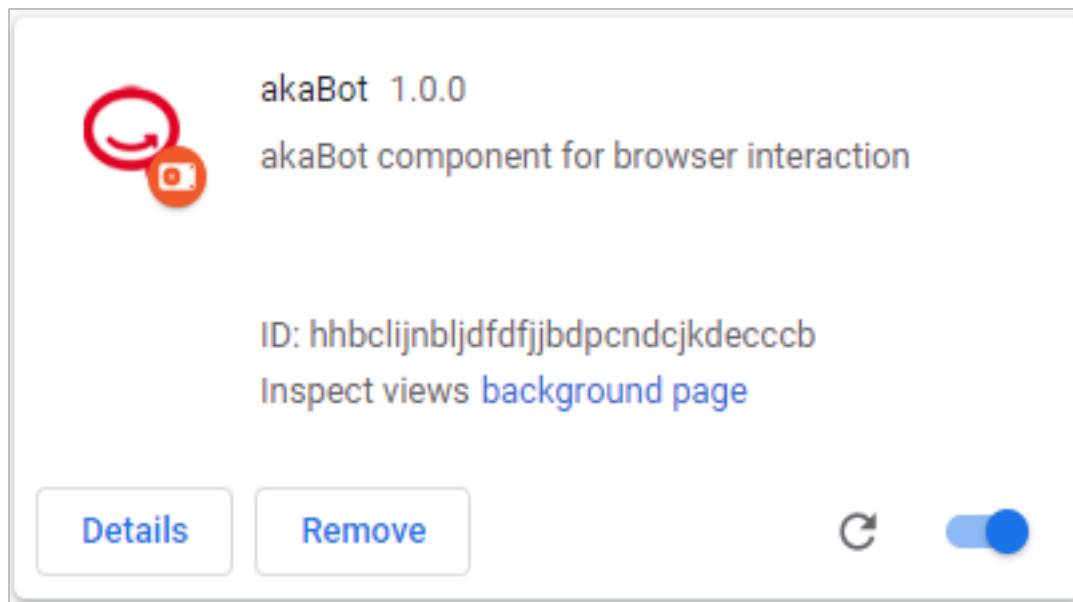 akaBot 1.0.0
akaBot component for browser interaction
ID: hhbclijnbljdfdfjjbdpcndcjkdecccb
Inspect views background page
Details Remove